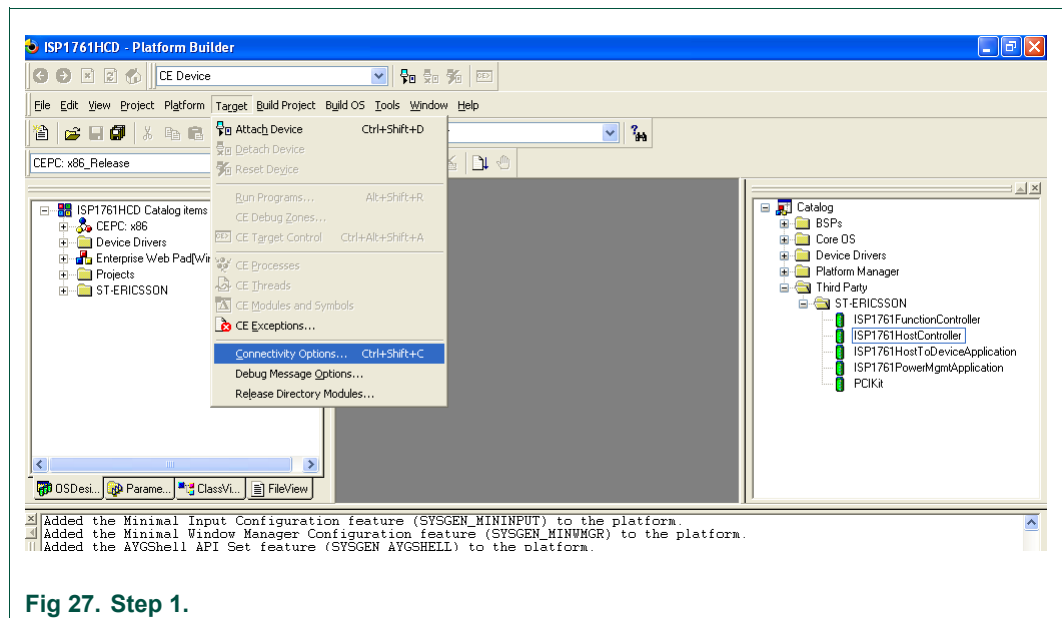 ISP1761HCD - Platform Builder
CE Device
File Edit View Project Platform Target Build Project Build OS Tools Window Help
Attach Device Ctrl+Shift+D
Detach Device
Reset Device
CEPC: x86_Release
Run Programs... Alt+Shift+R
CE Debug Zones...
CE Target Control Ctrl+Alt+Shift+A
CE Processes
CE Threads
CE Modules and Symbols
CE Exceptions...
Connectivity Options... Ctrl+Shift+C
Debug Message Options...
Release Directory Modules...
ISP1761HCD Catalog items
CEPC: x86
Device Drivers
Enterprise Web Pad[Wir
Projects
ST-ERICSSON
OSDesi... Parame... ClassVi... FileView
Catalog
BSPs
Core OS
Device Drivers
Platform Manager
Third Party
ST-ERICSSON
ISP1761FunctionController
ISP1761HostController
ISP1761HostToDeviceApplication
ISP1761PowerMgmtApplication
PCIKit
Added the Minimal Input Configuration feature (SYSGEN_MININPUT) to the platform.
Added the Minimal Window Manager Configuration feature (SYSGEN_MINWMGR) to the platform.
Added the AYGShell API Set feature (SYSGEN_AYGSHELL) to the platform.
Fig 27. Step 1.